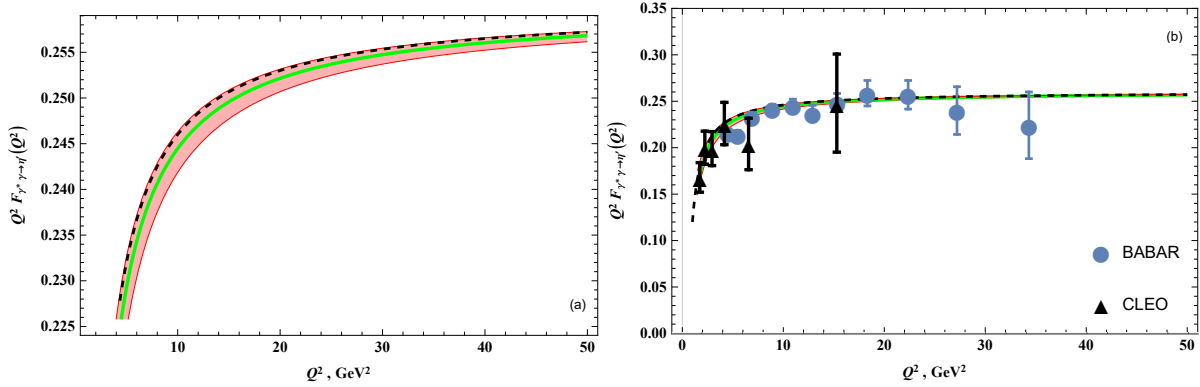 (a)
0.255
0.250
0.245
0.240
0.235
0.230
0.225
Q² F_{γ* γ→η′}(Q²)
10 20 30 40 50
Q² , GeV²
(b)
0.35
0.30
0.25
0.20
0.15
0.10
0.05
0.00
Q² F_{γ* γ→η′}(Q²)
BABAR
CLEO
0 10 20 30 40 50
Q² , GeV²